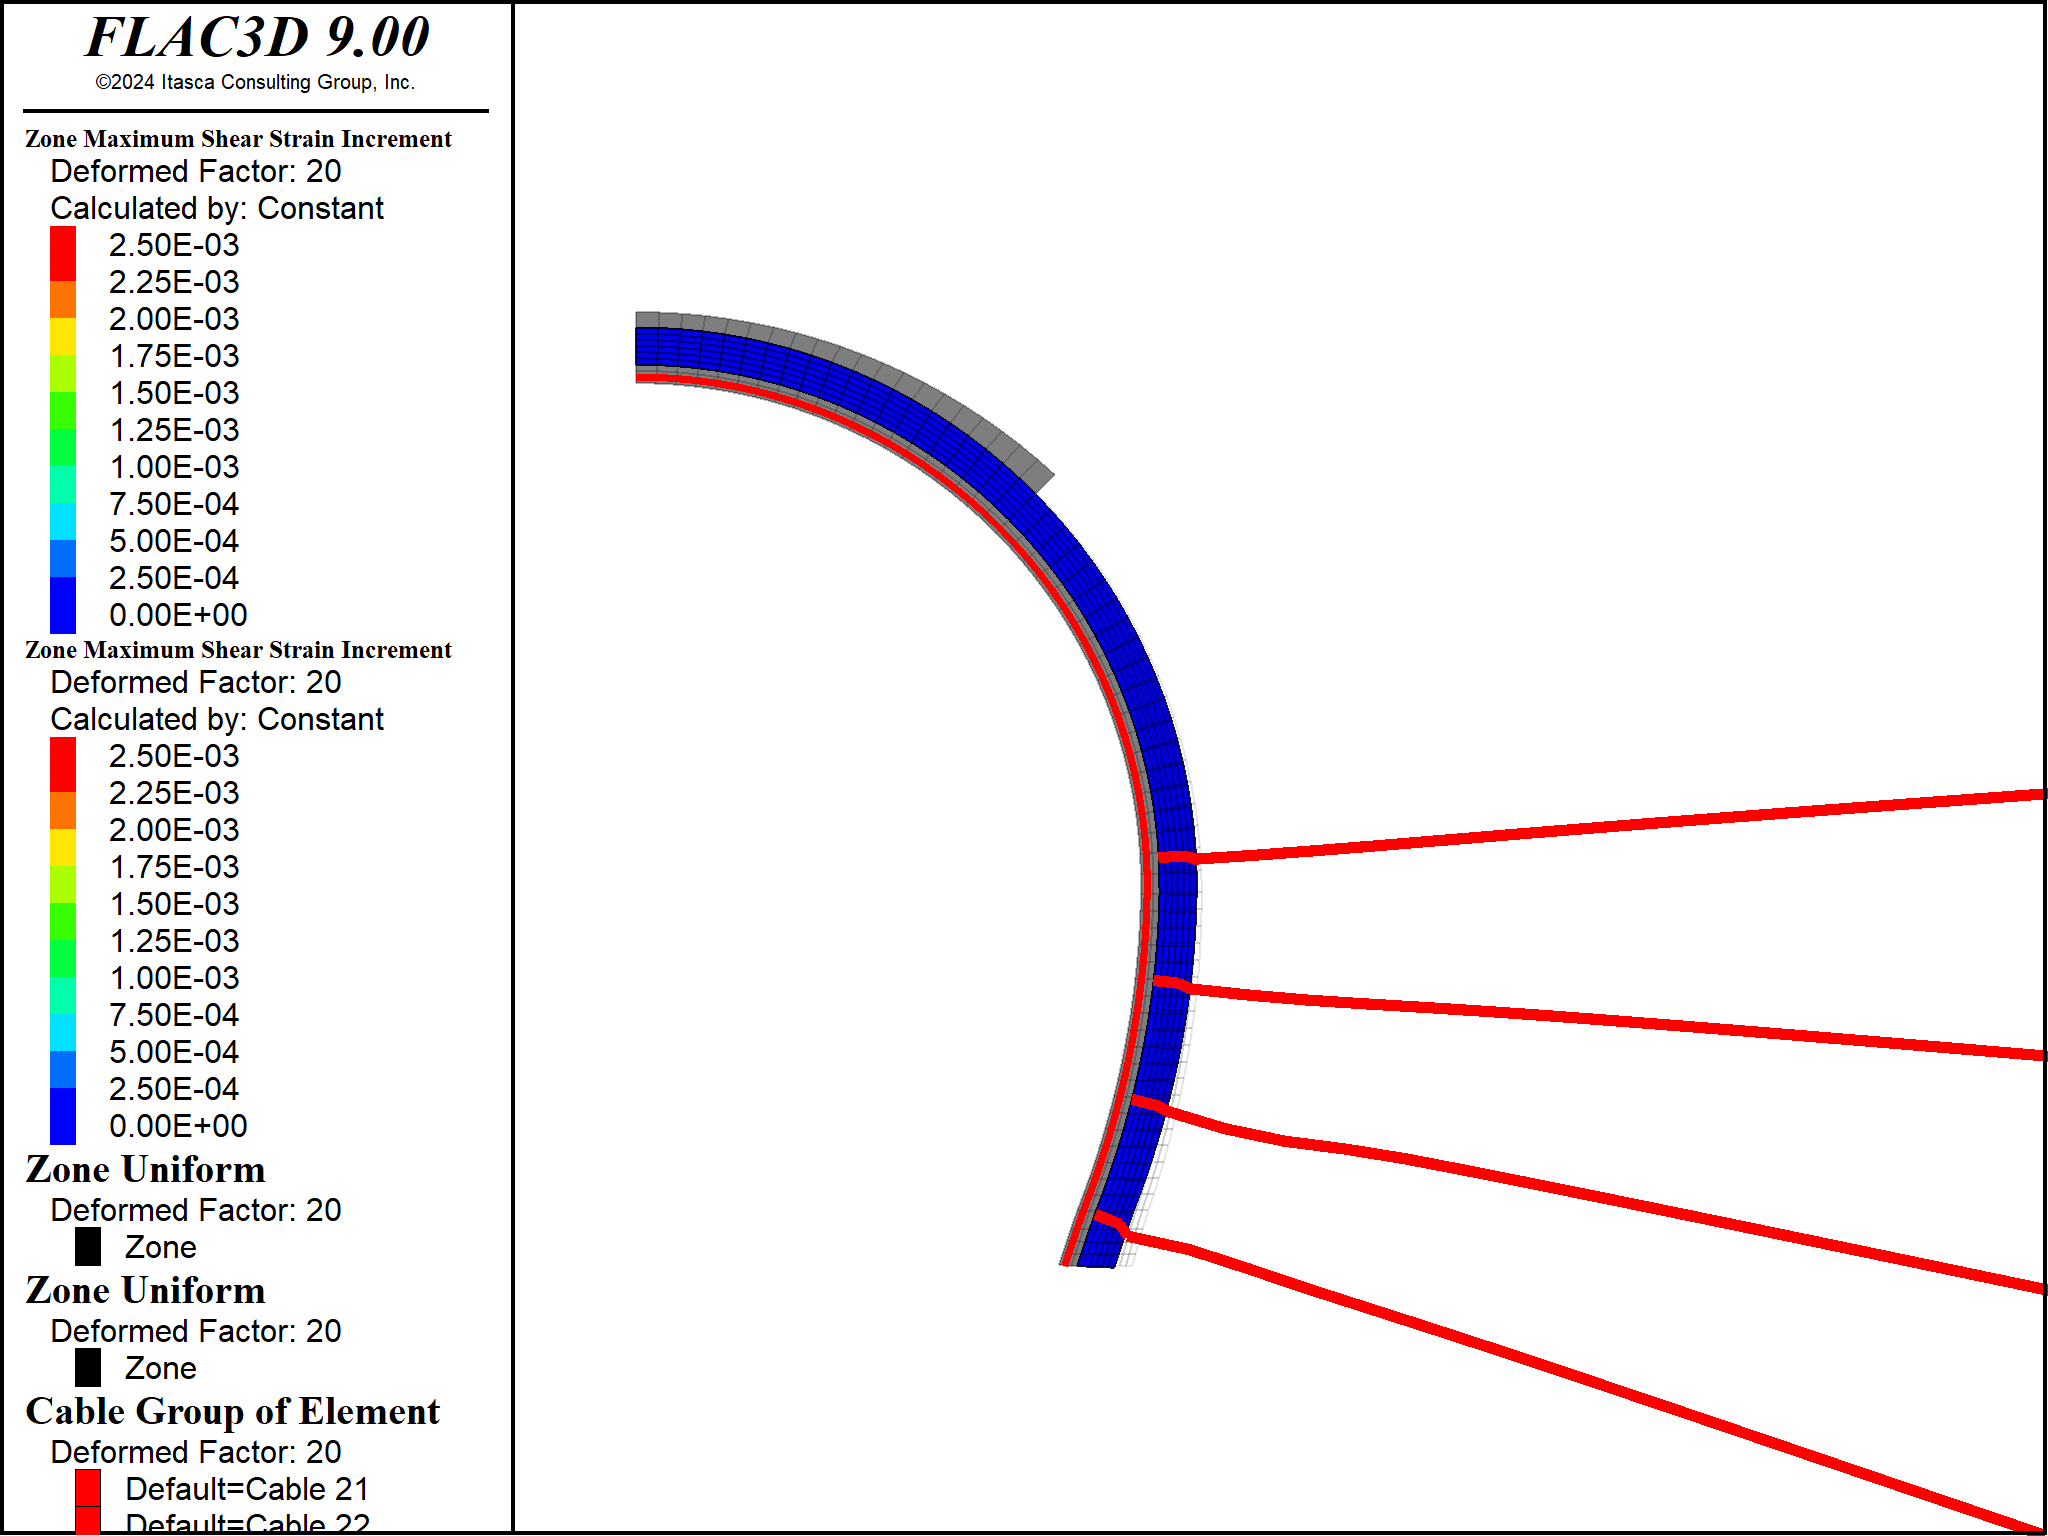 FLAC3D 9.00
©2024 Itasca Consulting Group, Inc.
Zone Maximum Shear Strain Increment
Deformed Factor: 20
Calculated by: Constant
2.50E-03
2.25E-03
2.00E-03
1.75E-03
1.50E-03
1.25E-03
1.00E-03
7.50E-04
5.00E-04
2.50E-04
0.00E+00
Zone Maximum Shear Strain Increment
Deformed Factor: 20
Calculated by: Constant
2.50E-03
2.25E-03
2.00E-03
1.75E-03
1.50E-03
1.25E-03
1.00E-03
7.50E-04
5.00E-04
2.50E-04
0.00E+00
Zone Uniform
Deformed Factor: 20
Zone
Zone Uniform
Deformed Factor: 20
Zone
Cable Group of Element
Deformed Factor: 20
Default=Cable 21
Default=Cable 22